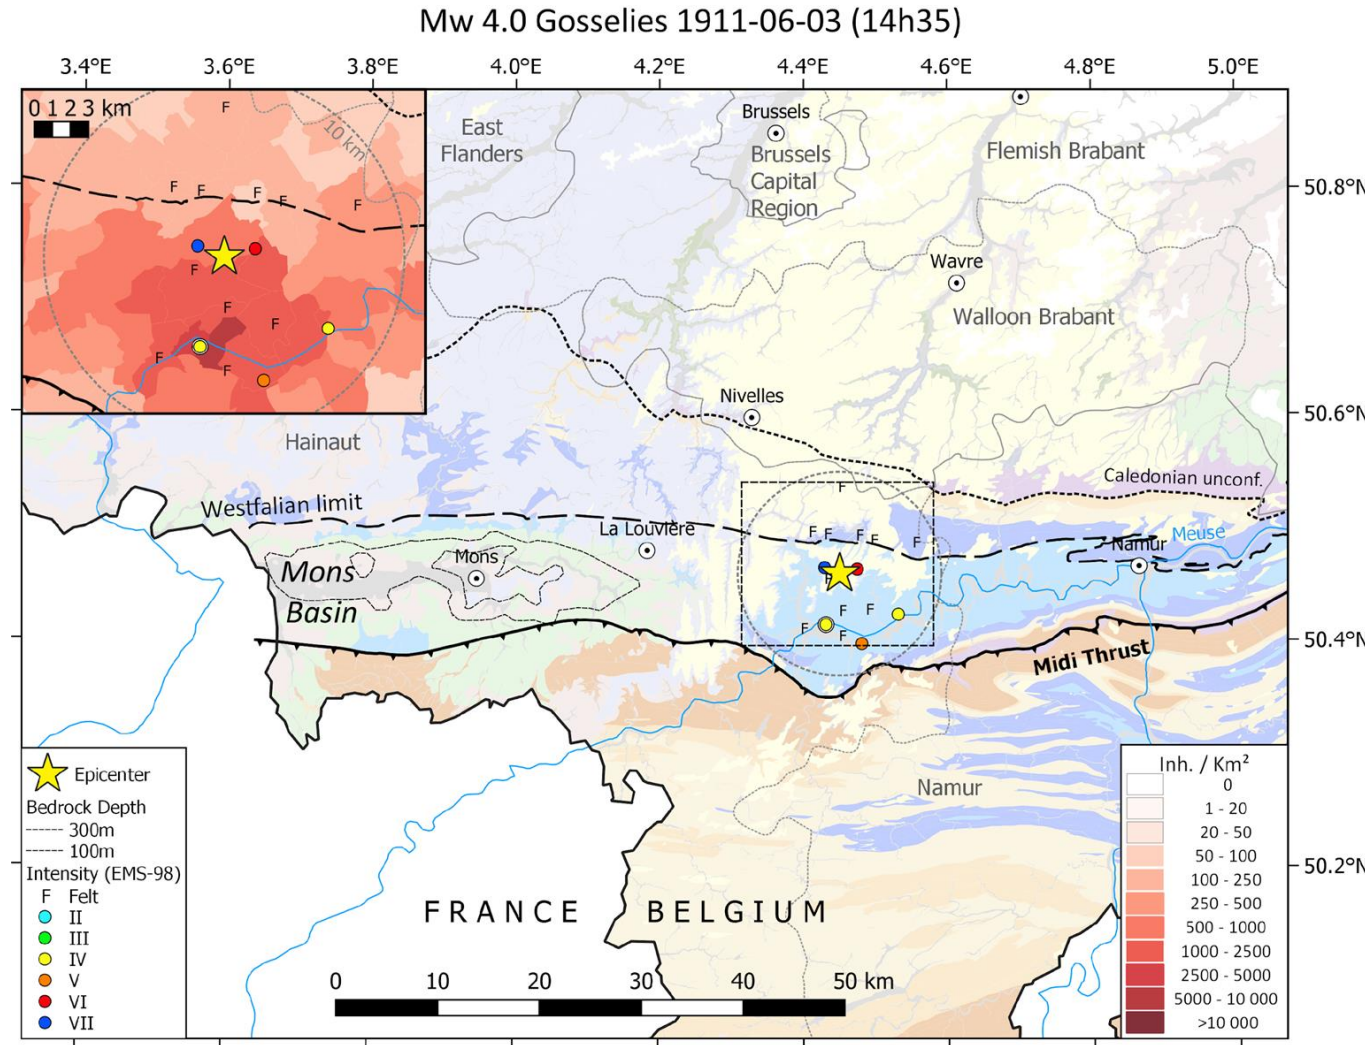 Mw 4.0 Gosselies 1911-06-03 (14h35)
3.4°E 3.6°E 3.8°E 4.0°E 4.2°E 4.4°E 4.6°E 4.8°E 5.0°E
0 1 2 3 km
10 km
F
F F F F F
F
F
F
F
F
East
Flanders
Brussels
Brussels
Capital
Region
Flemish Brabant
50.8°N
Wavre
Walloon Brabant
Nivelles
50.6°N
Hainaut
Caledonian unconf.
Westfalian limit
La Louvière
Meuse
Namur
Mons
Mons
Basin
F
F F F F F
F
F F
F F
50.4°N
Midi Thrust
Namur
50.2°N
FRANCE BELGIUM
0 10 20 30 40 50 km
Epicenter
Bedrock Depth
300m
100m
Intensity (EMS-98)
F Felt
II
III
IV
V
VI
VII
Inh. / Km²
0
1 - 20
20 - 50
50 - 100
100 - 250
250 - 500
500 - 1000
1000 - 2500
2500 - 5000
5000 - 10 000
>10 000